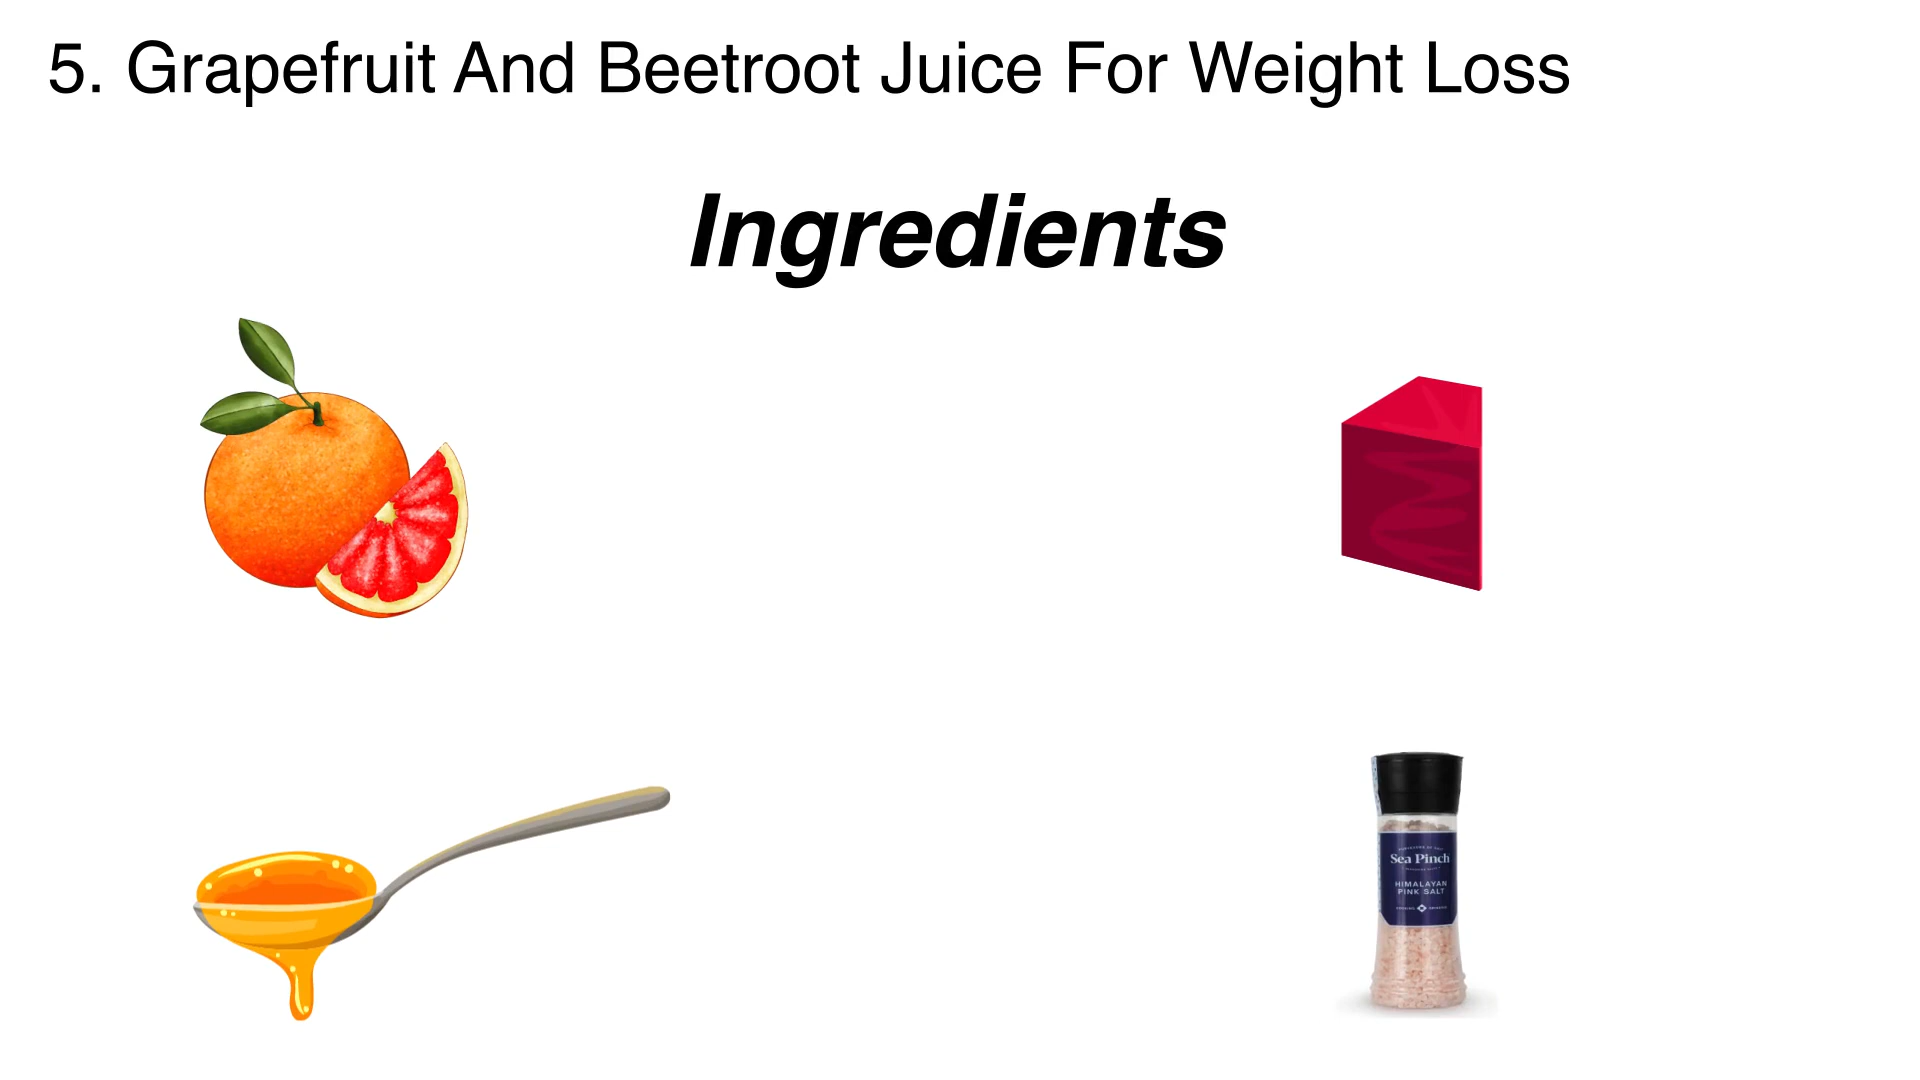 5. Grapefruit And Beetroot Juice For Weight Loss
Ingredients
Sea Pinch
HIMALAYAN
PINK SALT